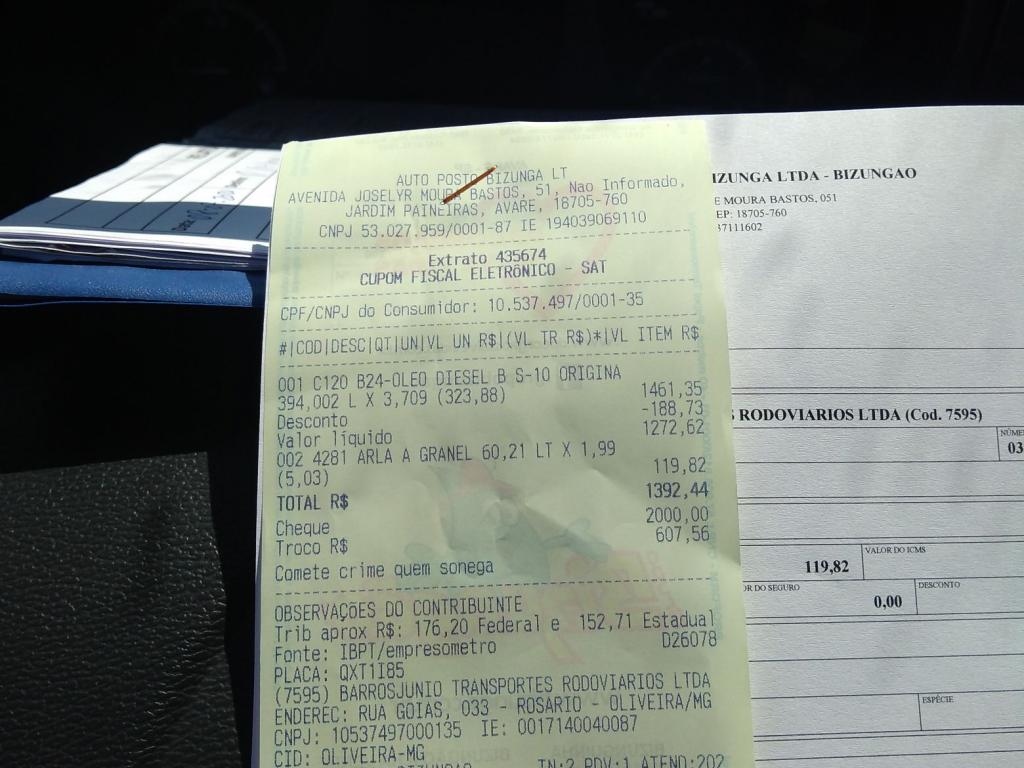 AUTO POSTO BIZUNGA LT
AVENIDA JOSELYR MOURA BASTOS, 51, Nao Informado,
JARDIM PAINEIRAS, AVARE, 18705-760
CNPJ 53.027.959/0001-87 IE 194039069110
Extrato 435674
CUPOM FISCAL ELETRÔNICO - SAT
CPF/CNPJ do Consumidor: 10.537.497/0001-35
#|COD|DESC|QT|UN|VL UN R$|(VL TR R$)*|VL ITEM R$
001 C120 B24-OLEO DIESEL B S-10 ORIGINA
394,002 L X 3,709 (323,88) 1461,35
Desconto -188,73
Valor líquido 1272,62
002 4281 ARLA A GRANEL 60,21 LT X 1,99
(5,03) 119,82
TOTAL R$ 1392,44
Cheque 2000,00
Troco R$ 607,56
Comete crime quem sonega
OBSERVAÇÕES DO CONTRIBUINTE
Trib aprox R$: 176,20 Federal e 152,71 Estadual
Fonte: IBPT/empresometro D26078
PLACA: QXT1I85
(7595) BARROSJUNIO TRANSPORTES RODOVIARIOS LTDA
ENDEREC: RUA GOIAS, 033 - ROSARIO - OLIVEIRA/MG
CNPJ: 10537497000135 IE: 0017140040087
CID: OLIVEIRA-MG
IN:2 PDV:1 ATEND:202
IZUNGA LTDA - BIZUNGAO
E MOURA BASTOS, 051
EP: 18705-760
37111602
S RODOVIARIOS LTDA (Cod. 7595)
NÚME
03
119,82
VALOR DO ICMS
OR DO SEGURO
0,00
DESCONTO
ESPÉCIE